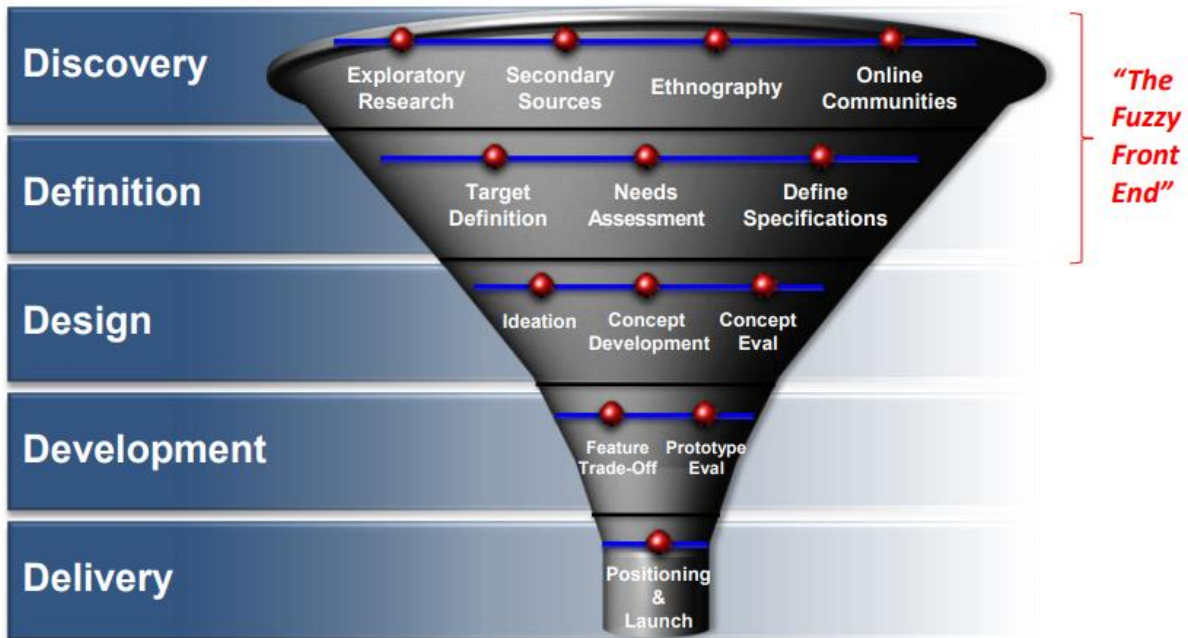 Discovery
Exploratory
Research
Secondary
Sources
Ethnography
Online
Communities
“The
Fuzzy
Front
End”
Definition
Target
Definition
Needs
Assessment
Define
Specifications
Design
Ideation
Concept
Development
Concept
Eval
Development
Feature
Trade-Off
Prototype
Eval
Delivery
Positioning
&
Launch